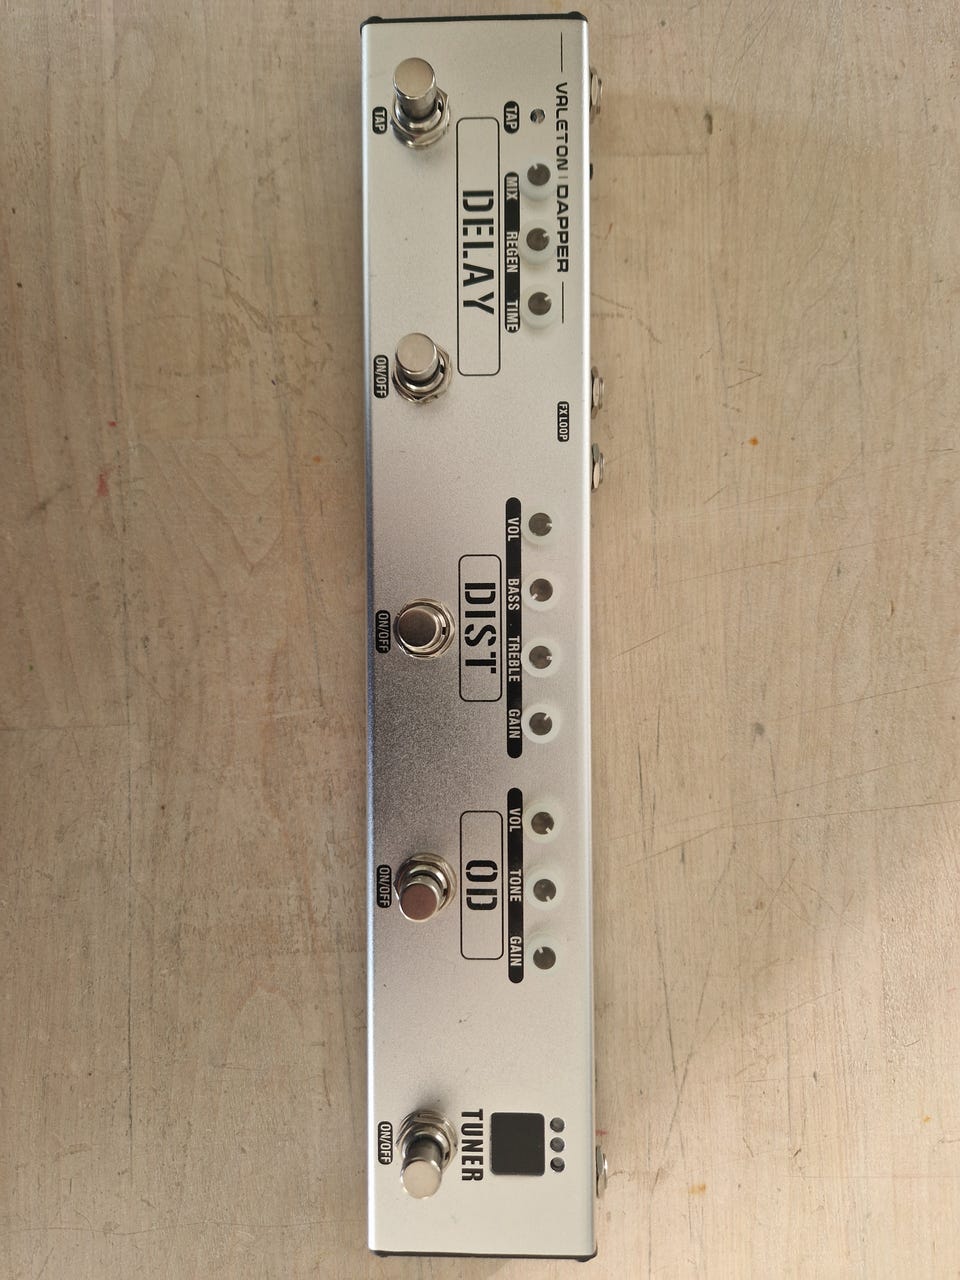 VALETON | DAPPER
FX LOOP
TAP MIX REGEN TIME
VOL BASS TREBLE GAIN
VOL TONE GAIN
DELAY
DIST
OD
TUNER
TAP
ON/OFF
ON/OFF
ON/OFF
ON/OFF